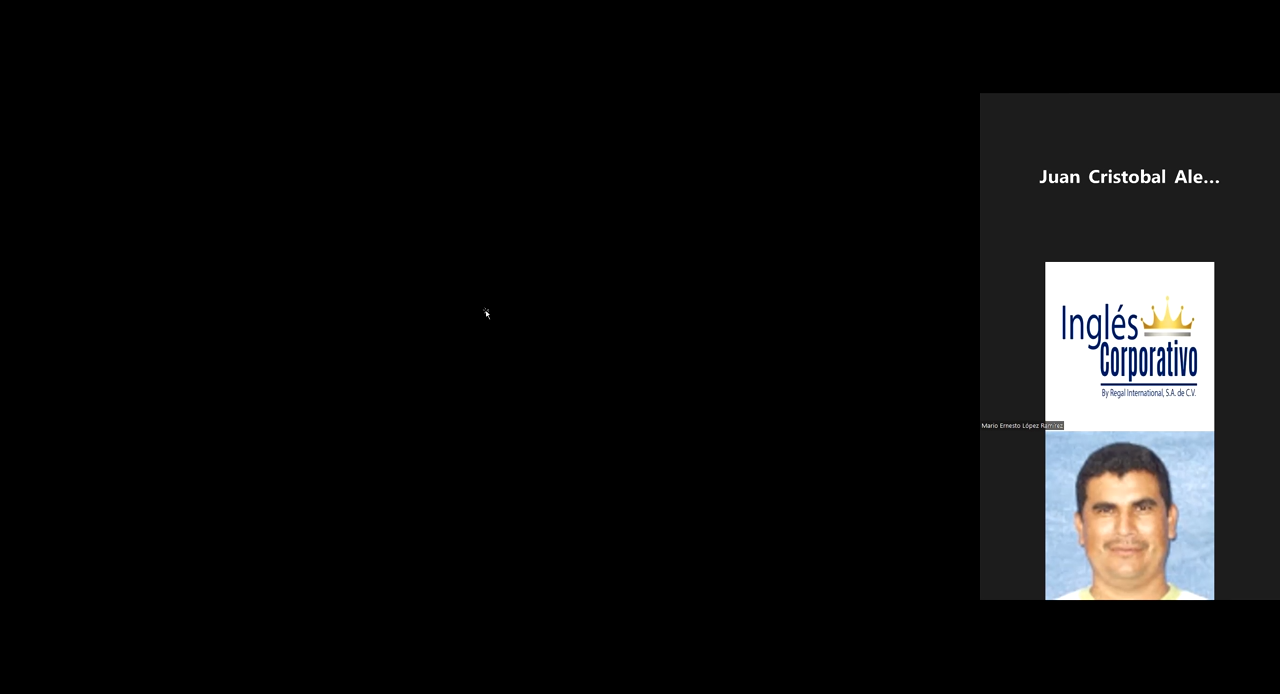 Juan Cristobal Ale...
Inglés
Corporativo
By Regal International, S.A. de C.V.
Mario Ernesto López Ramírez